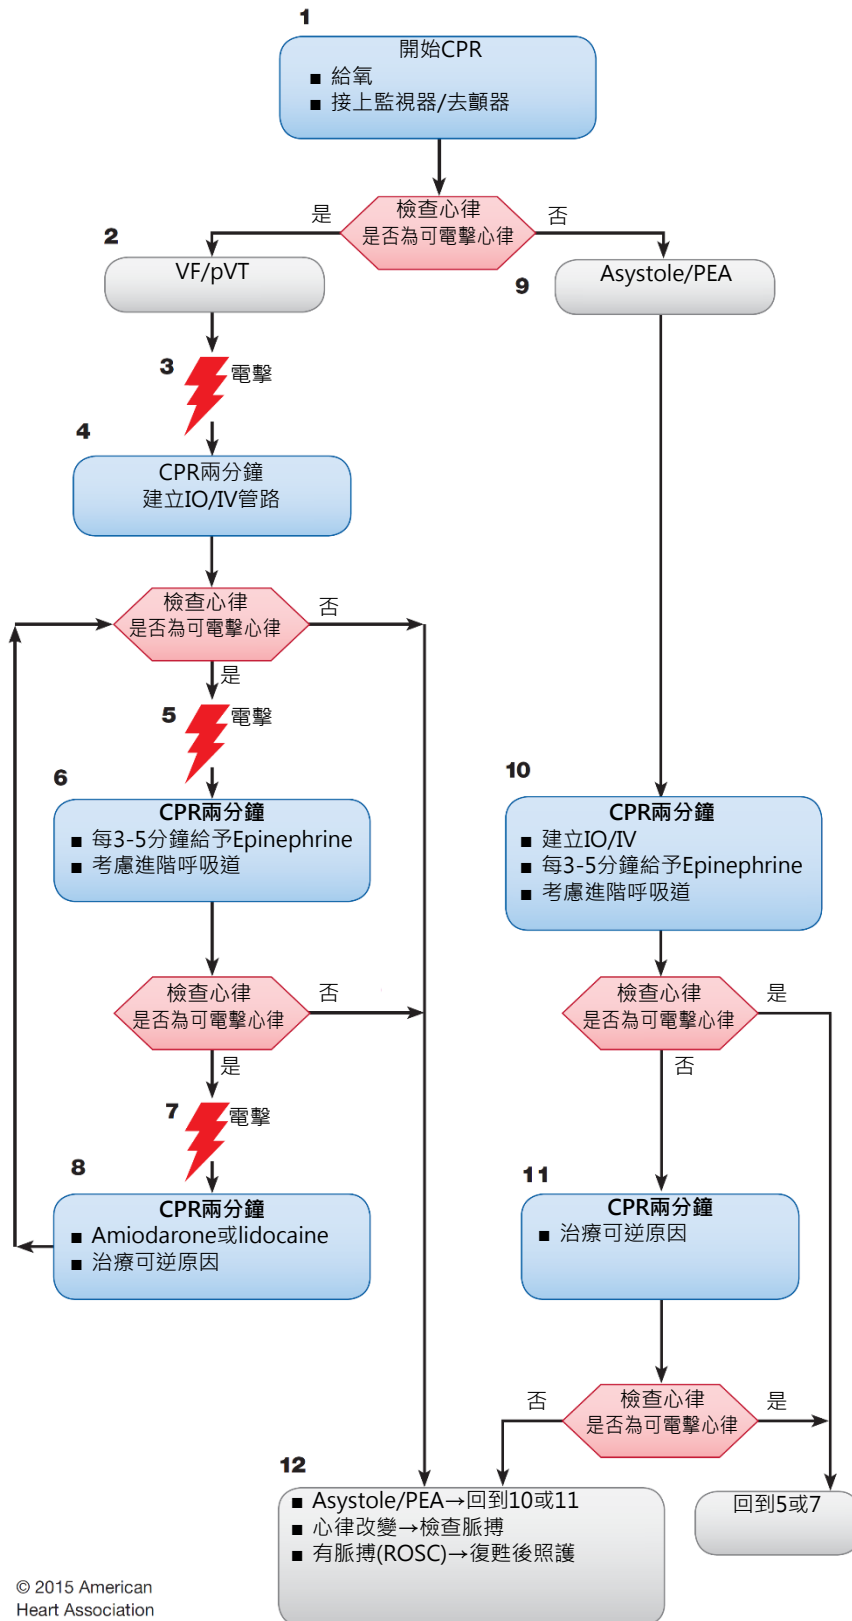 1
開始CPR
■ 給氧
■ 接上監視器/去顫器
檢查心律
是否為可電擊心律
是
否
2
VF/pVT
9
Asystole/PEA
3
電擊
4
CPR兩分鐘
建立IO/IV管路
檢查心律
是否為可電擊心律
否
是
5
電擊
6
CPR兩分鐘
■ 每3-5分鐘給予Epinephrine
■ 考慮進階呼吸道
10
CPR兩分鐘
■ 建立IO/IV
■ 每3-5分鐘給予Epinephrine
■ 考慮進階呼吸道
檢查心律
是否為可電擊心律
否
是
檢查心律
是否為可電擊心律
是
否
7
電擊
8
CPR兩分鐘
■ Amiodarone或lidocaine
■ 治療可逆原因
11
CPR兩分鐘
■ 治療可逆原因
檢查心律
是否為可電擊心律
否
是
12
■ Asystole/PEA→回到10或11
■ 心律改變→檢查脈搏
■ 有脈搏(ROSC)→復甦後照護
回到5或7
© 2015 American
Heart Association